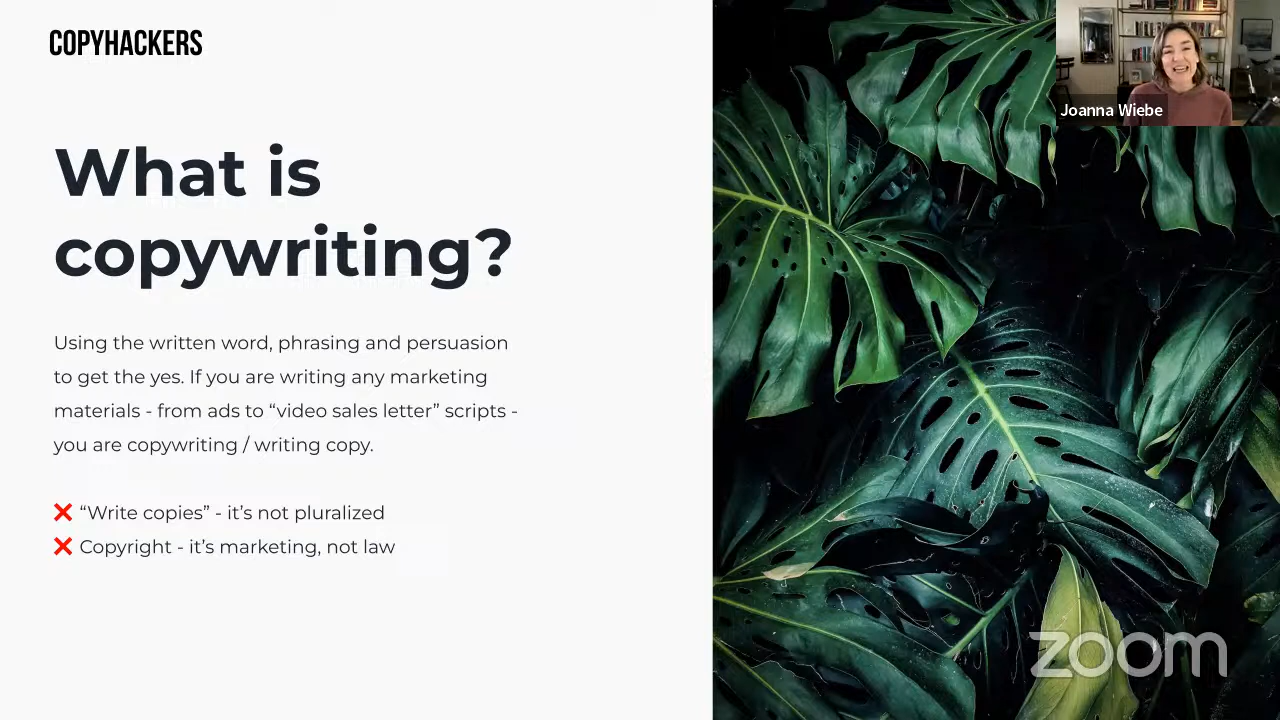 COPYHACKERS
What is
copywriting?
Using the written word, phrasing and persuasion
to get the yes. If you are writing any marketing
materials - from ads to “video sales letter” scripts -
you are copywriting / writing copy.
❌ “Write copies” - it’s not pluralized
❌ Copyright - it’s marketing, not law
Joanna Wiebe
zoom